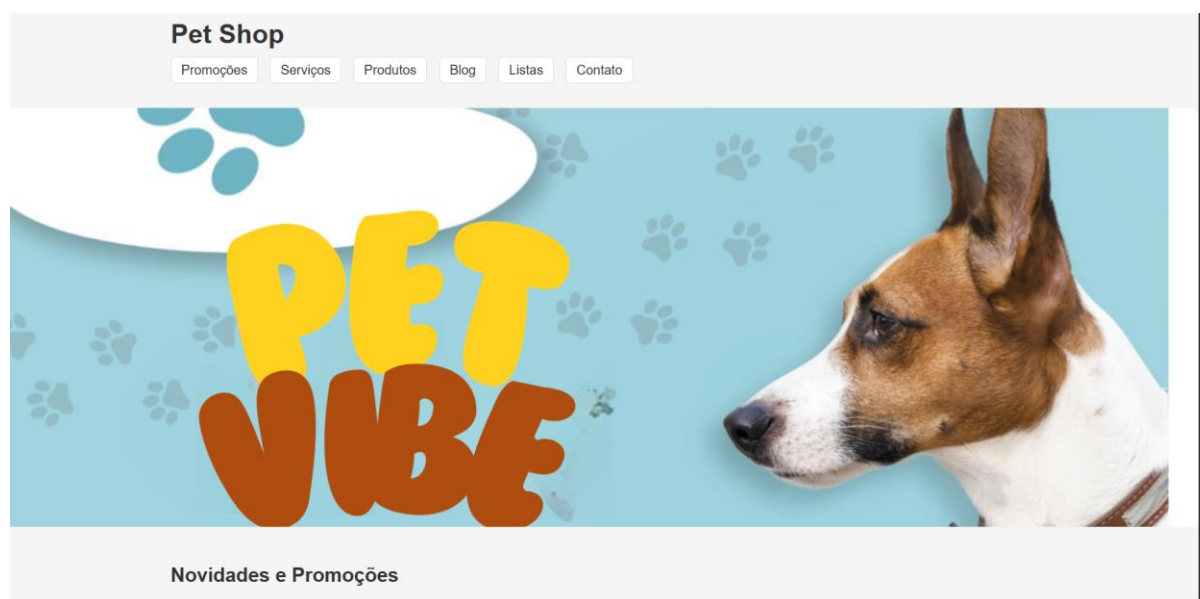 Pet Shop
Promoções Serviços Produtos Blog Listas Contato
PET
VIBE
Novidades e Promoções